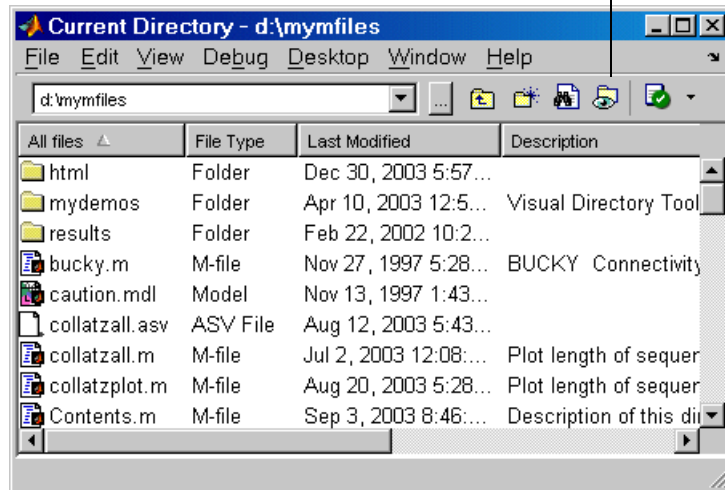 Current Directory - d:\mymfiles
File Edit View Debug Desktop Window Help
d:\mymfiles ...
All files File Type Last Modified Description
html Folder Dec 30, 2003 5:57...
mydemos Folder Apr 10, 2003 12:5... Visual Directory Tool
results Folder Feb 22, 2002 10:2...
bucky.m M-file Nov 27, 1997 5:28... BUCKY Connectivity
caution.mdl Model Nov 13, 1997 1:43...
collatzall.asv ASV File Aug 12, 2003 5:43...
collatzall.m M-file Jul 2, 2003 12:08:... Plot length of sequer
collatzplot.m M-file Aug 20, 2003 5:28... Plot length of sequer
Contents.m M-file Sep 3, 2003 8:46:... Description of this dir